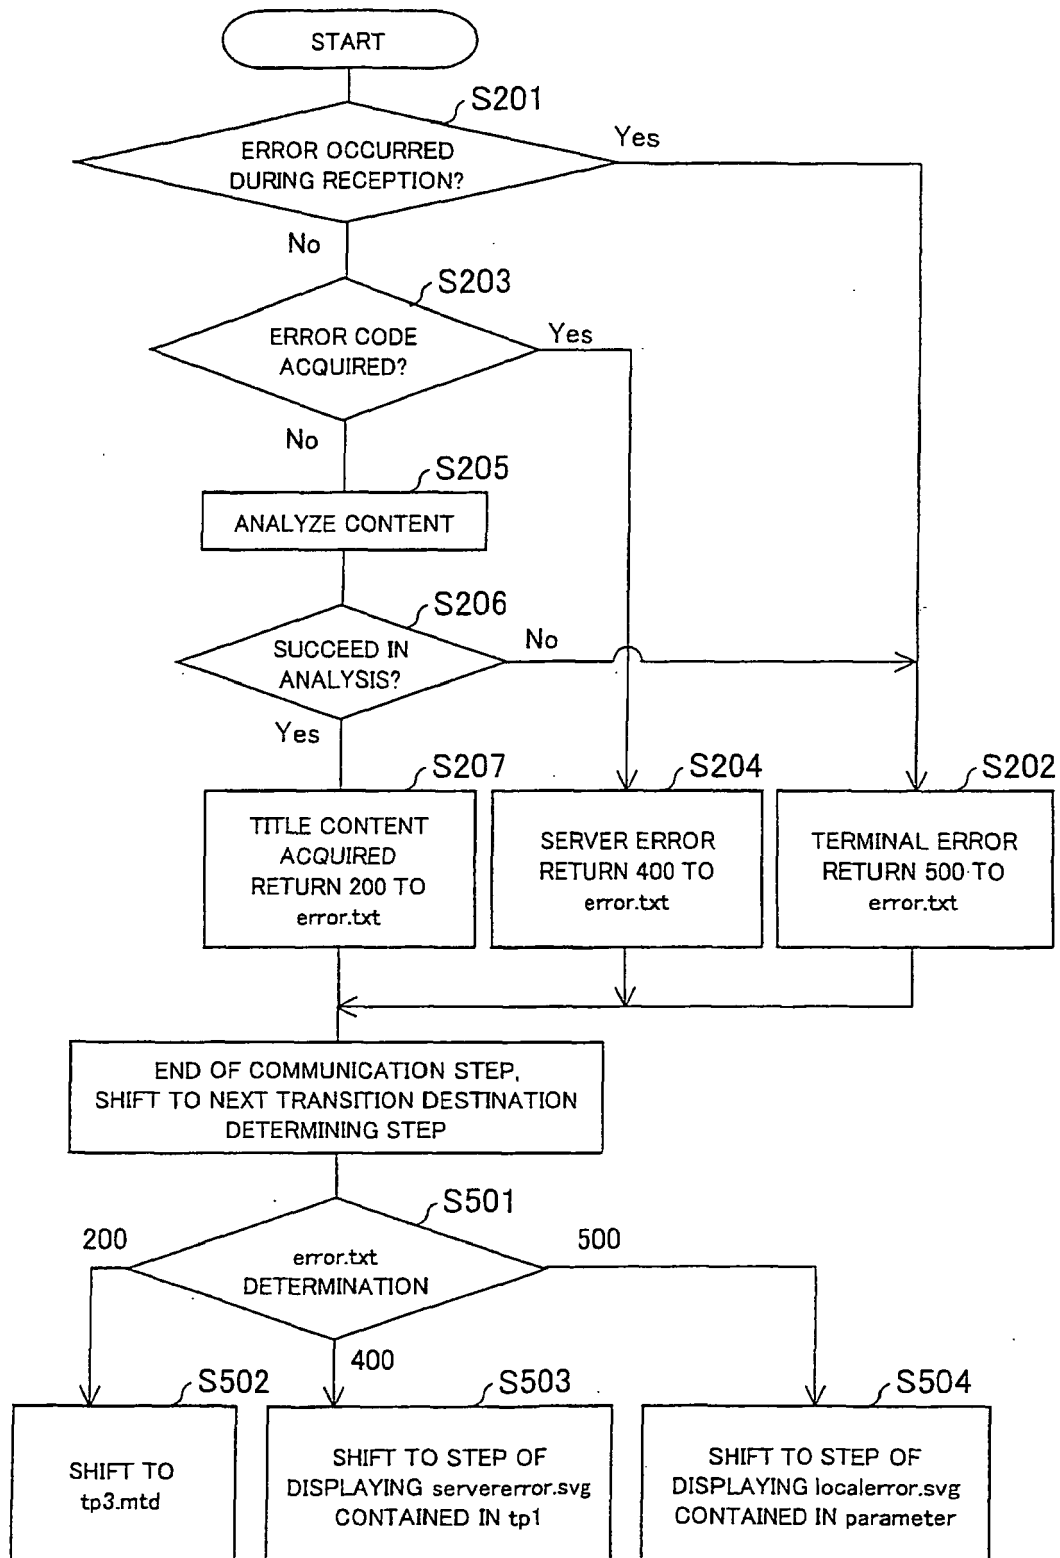 START
S201
ERROR OCCURRED
DURING RECEPTION?
Yes
No
S203
ERROR CODE
ACQUIRED?
Yes
No
S205
ANALYZE CONTENT
S206
SUCCEED IN
ANALYSIS?
No
Yes
S207
TITLE CONTENT
ACQUIRED
RETURN 200 TO
error.txt
S204
SERVER ERROR
RETURN 400 TO
error.txt
S202
TERMINAL ERROR
RETURN 500 TO
error.txt
END OF COMMUNICATION STEP,
SHIFT TO NEXT TRANSITION DESTINATION
DETERMINING STEP
S501
error.txt
DETERMINATION
200
500
400
S502
SHIFT TO
tp3.mtd
S503
SHIFT TO STEP OF
DISPLAYING servererror.svg
CONTAINED IN tp1
S504
SHIFT TO STEP OF
DISPLAYING localerror.svg
CONTAINED IN parameter